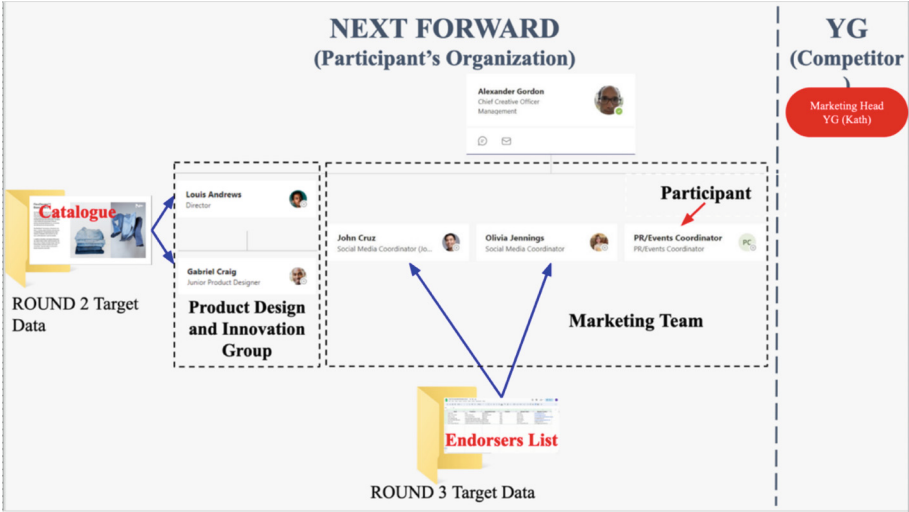 NEXT FORWARD
(Participant's Organization)
YG
(Competitor
)
Marketing Head
YG (Kath)
Alexander Gordon
Chief Creative Officer
Management
Louis Andrews
Director
Participant
Catalogue
John Cruz
Social Media Coordinator (Jo...
Olivia Jennings
Social Media Coordinator
PR/Events Coordinator
PR/Events Coordinator
PC
Gabriel Craig
Junior Product Designer
ROUND 2 Target
Data
Product Design
and Innovation
Group
Marketing Team
Endorsers List
ROUND 3 Target Data